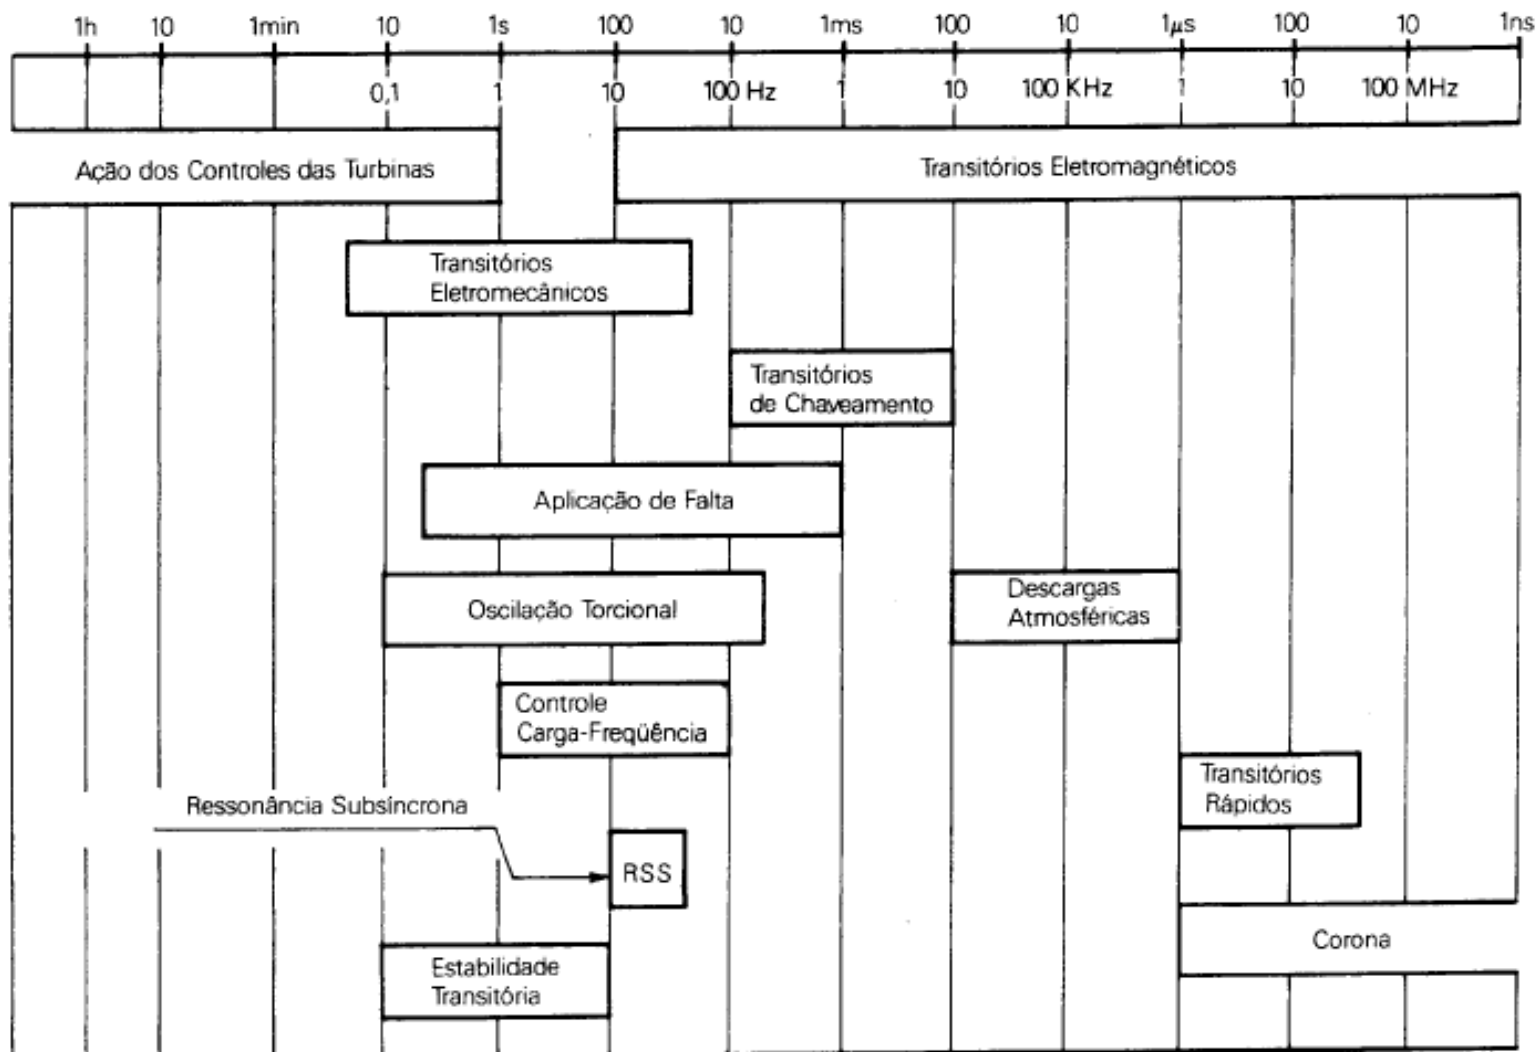 1h 10 1min 10 1s 100 10 1ms 100 10 1µs 100 10 1ns
0,1 1 10 100 Hz 1 10 100 KHz 1 10 100 MHz
Ação dos Controles das Turbinas
Transitórios Eletromagnéticos
Transitórios
Eletromecânicos
Transitórios
de Chaveamento
Aplicação de Falta
Oscilação Torcional
Descargas
Atmosféricas
Controle
Carga-Freqüência
Transitórios
Rápidos
Ressonância Subsíncrona
RSS
Corona
Estabilidade
Transitória